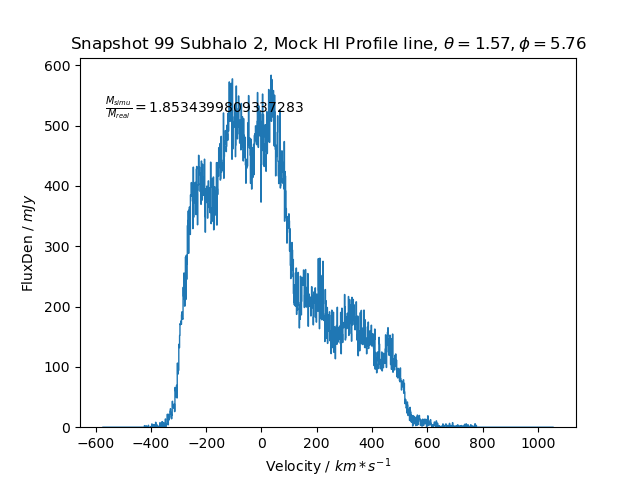 Snapshot 99 Subhalo 2, Mock HI Profile line, θ = 1.57, ϕ = 5.76
600
500
400
300
200
100
0
FluxDen / mJy
M_simu/M_real = 1.8534399809337283
−600 −400 −200 0 200 400 600 800 1000
Velocity / km * s⁻¹